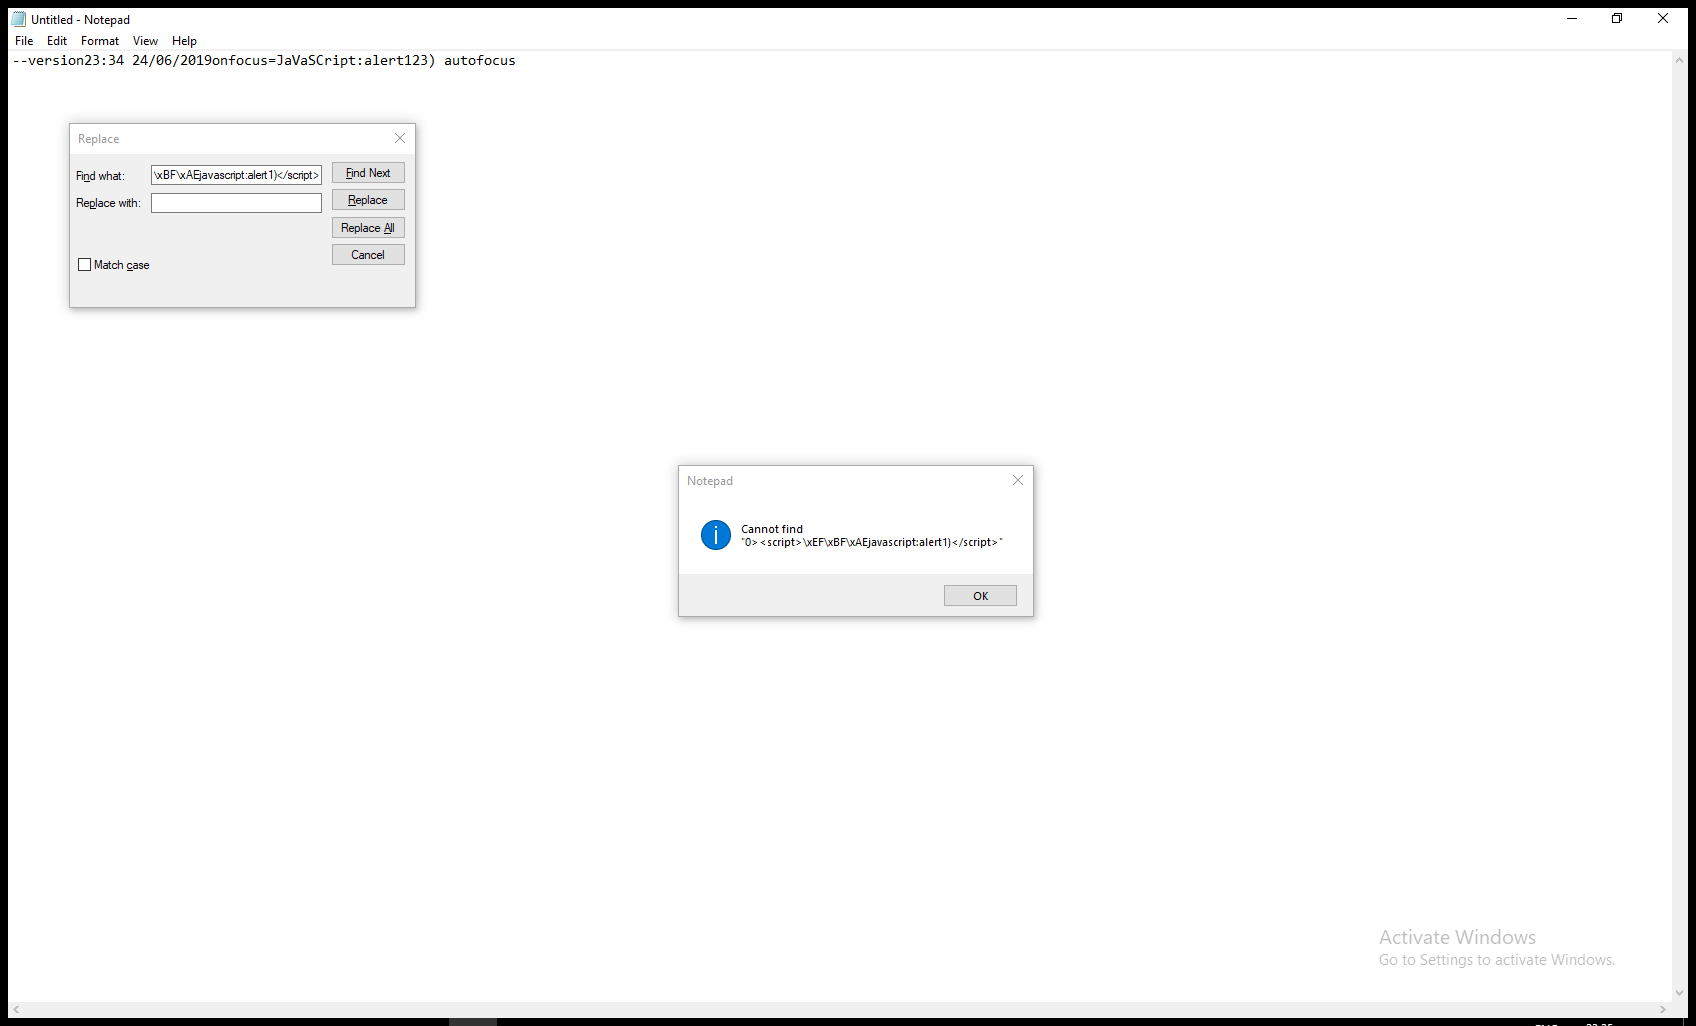 Untitled - Notepad
File Edit Format View Help
--version23:34 24/06/2019onfocus=JaVaSCript:alert123) autofocus
Replace
Find what: \xBF\xAEjavascript:alert1)</script> Find Next
Replace with: Replace
Replace All
Cancel
Match case
Notepad
Cannot find
"0><script>\xEF\xBF\xAEjavascript:alert1)</script>"
OK
Activate Windows
Go to Settings to activate Windows.